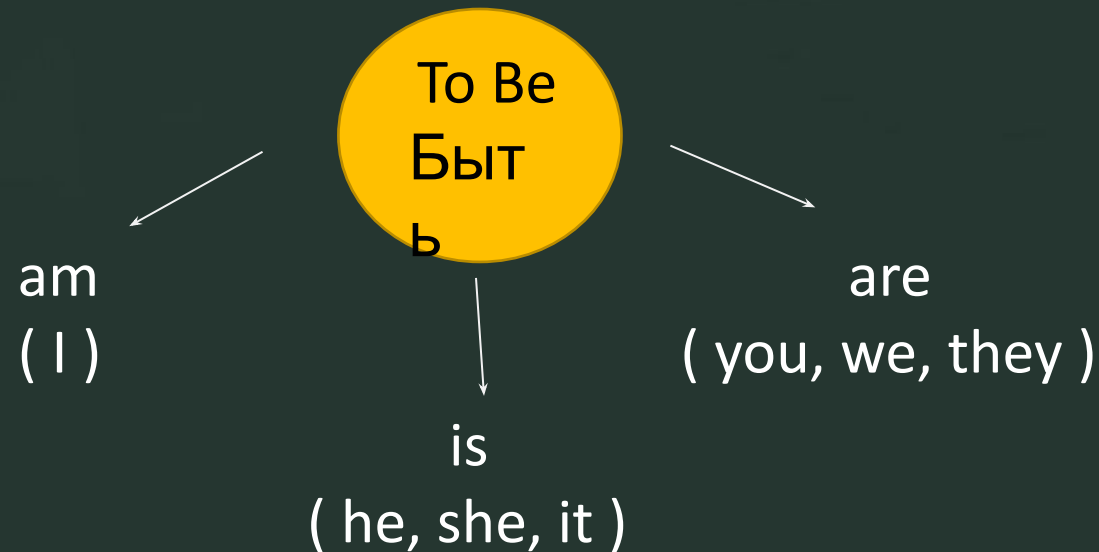 To Be
Быт
ь
am
( I )
are
( you, we, they )
is
( he, she, it )